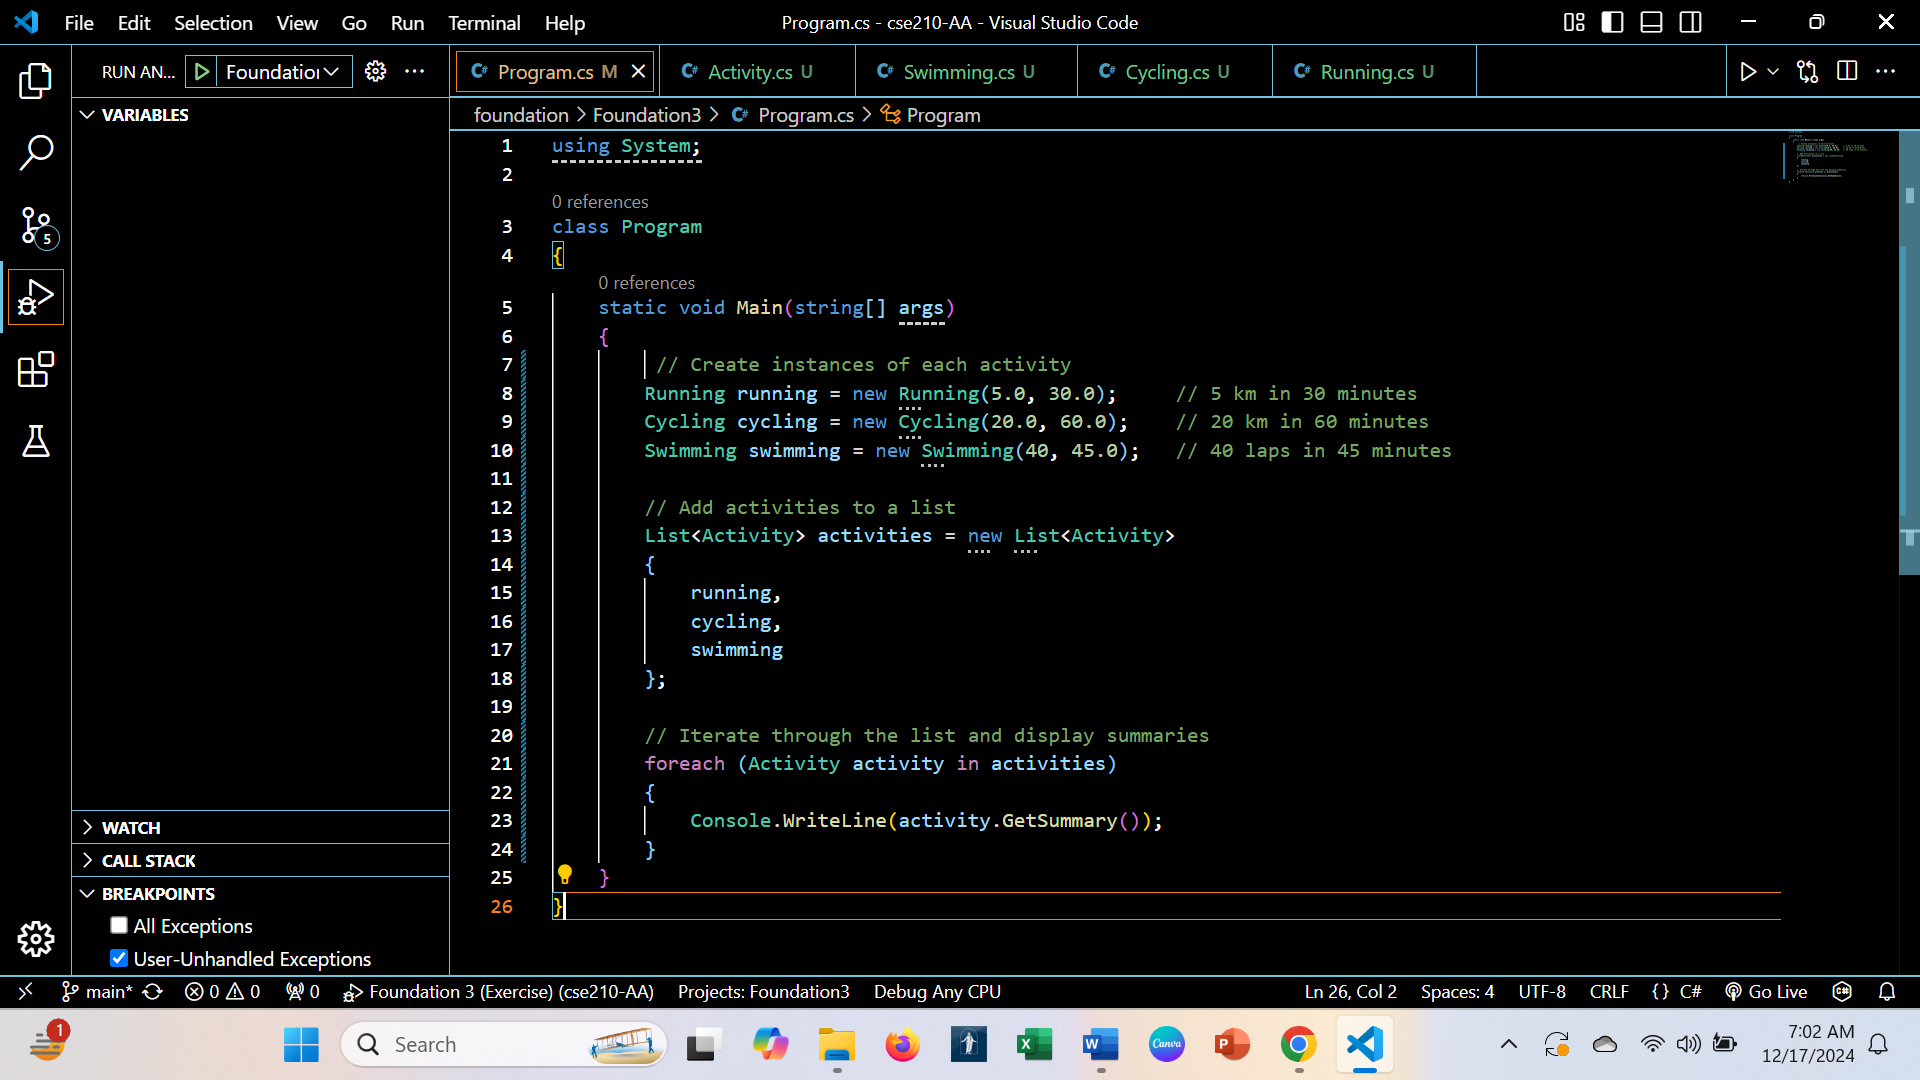 File Edit Selection View Go Run Terminal Help
Program.cs - cse210-AA - Visual Studio Code
RUN AN... Foundation
Program.cs M
Activity.cs U
Swimming.cs U
Cycling.cs U
Running.cs U
foundation > Foundation3 > Program.cs > Program
VARIABLES
1 using System;
2
0 references
3 class Program
4 {
0 references
5 static void Main(string[] args)
6 {
7 // Create instances of each activity
8 Running running = new Running(5.0, 30.0); // 5 km in 30 minutes
9 Cycling cycling = new Cycling(20.0, 60.0); // 20 km in 60 minutes
10 Swimming swimming = new Swimming(40, 45.0); // 40 laps in 45 minutes
11
12 // Add activities to a list
13 List<Activity> activities = new List<Activity>
14 {
15 running,
16 cycling,
17 swimming
18 };
19
20 // Iterate through the list and display summaries
21 foreach (Activity activity in activities)
22 {
23 Console.WriteLine(activity.GetSummary());
24 }
25 }
26 }
5
WATCH
CALL STACK
BREAKPOINTS
All Exceptions
User-Unhandled Exceptions
main* 0 0 0 Foundation 3 (Exercise) (cse210-AA) Projects: Foundation3 Debug Any CPU Ln 26, Col 2 Spaces: 4 UTF-8 CRLF {} C# Go Live
1
Search
Canva
7:02 AM
12/17/2024